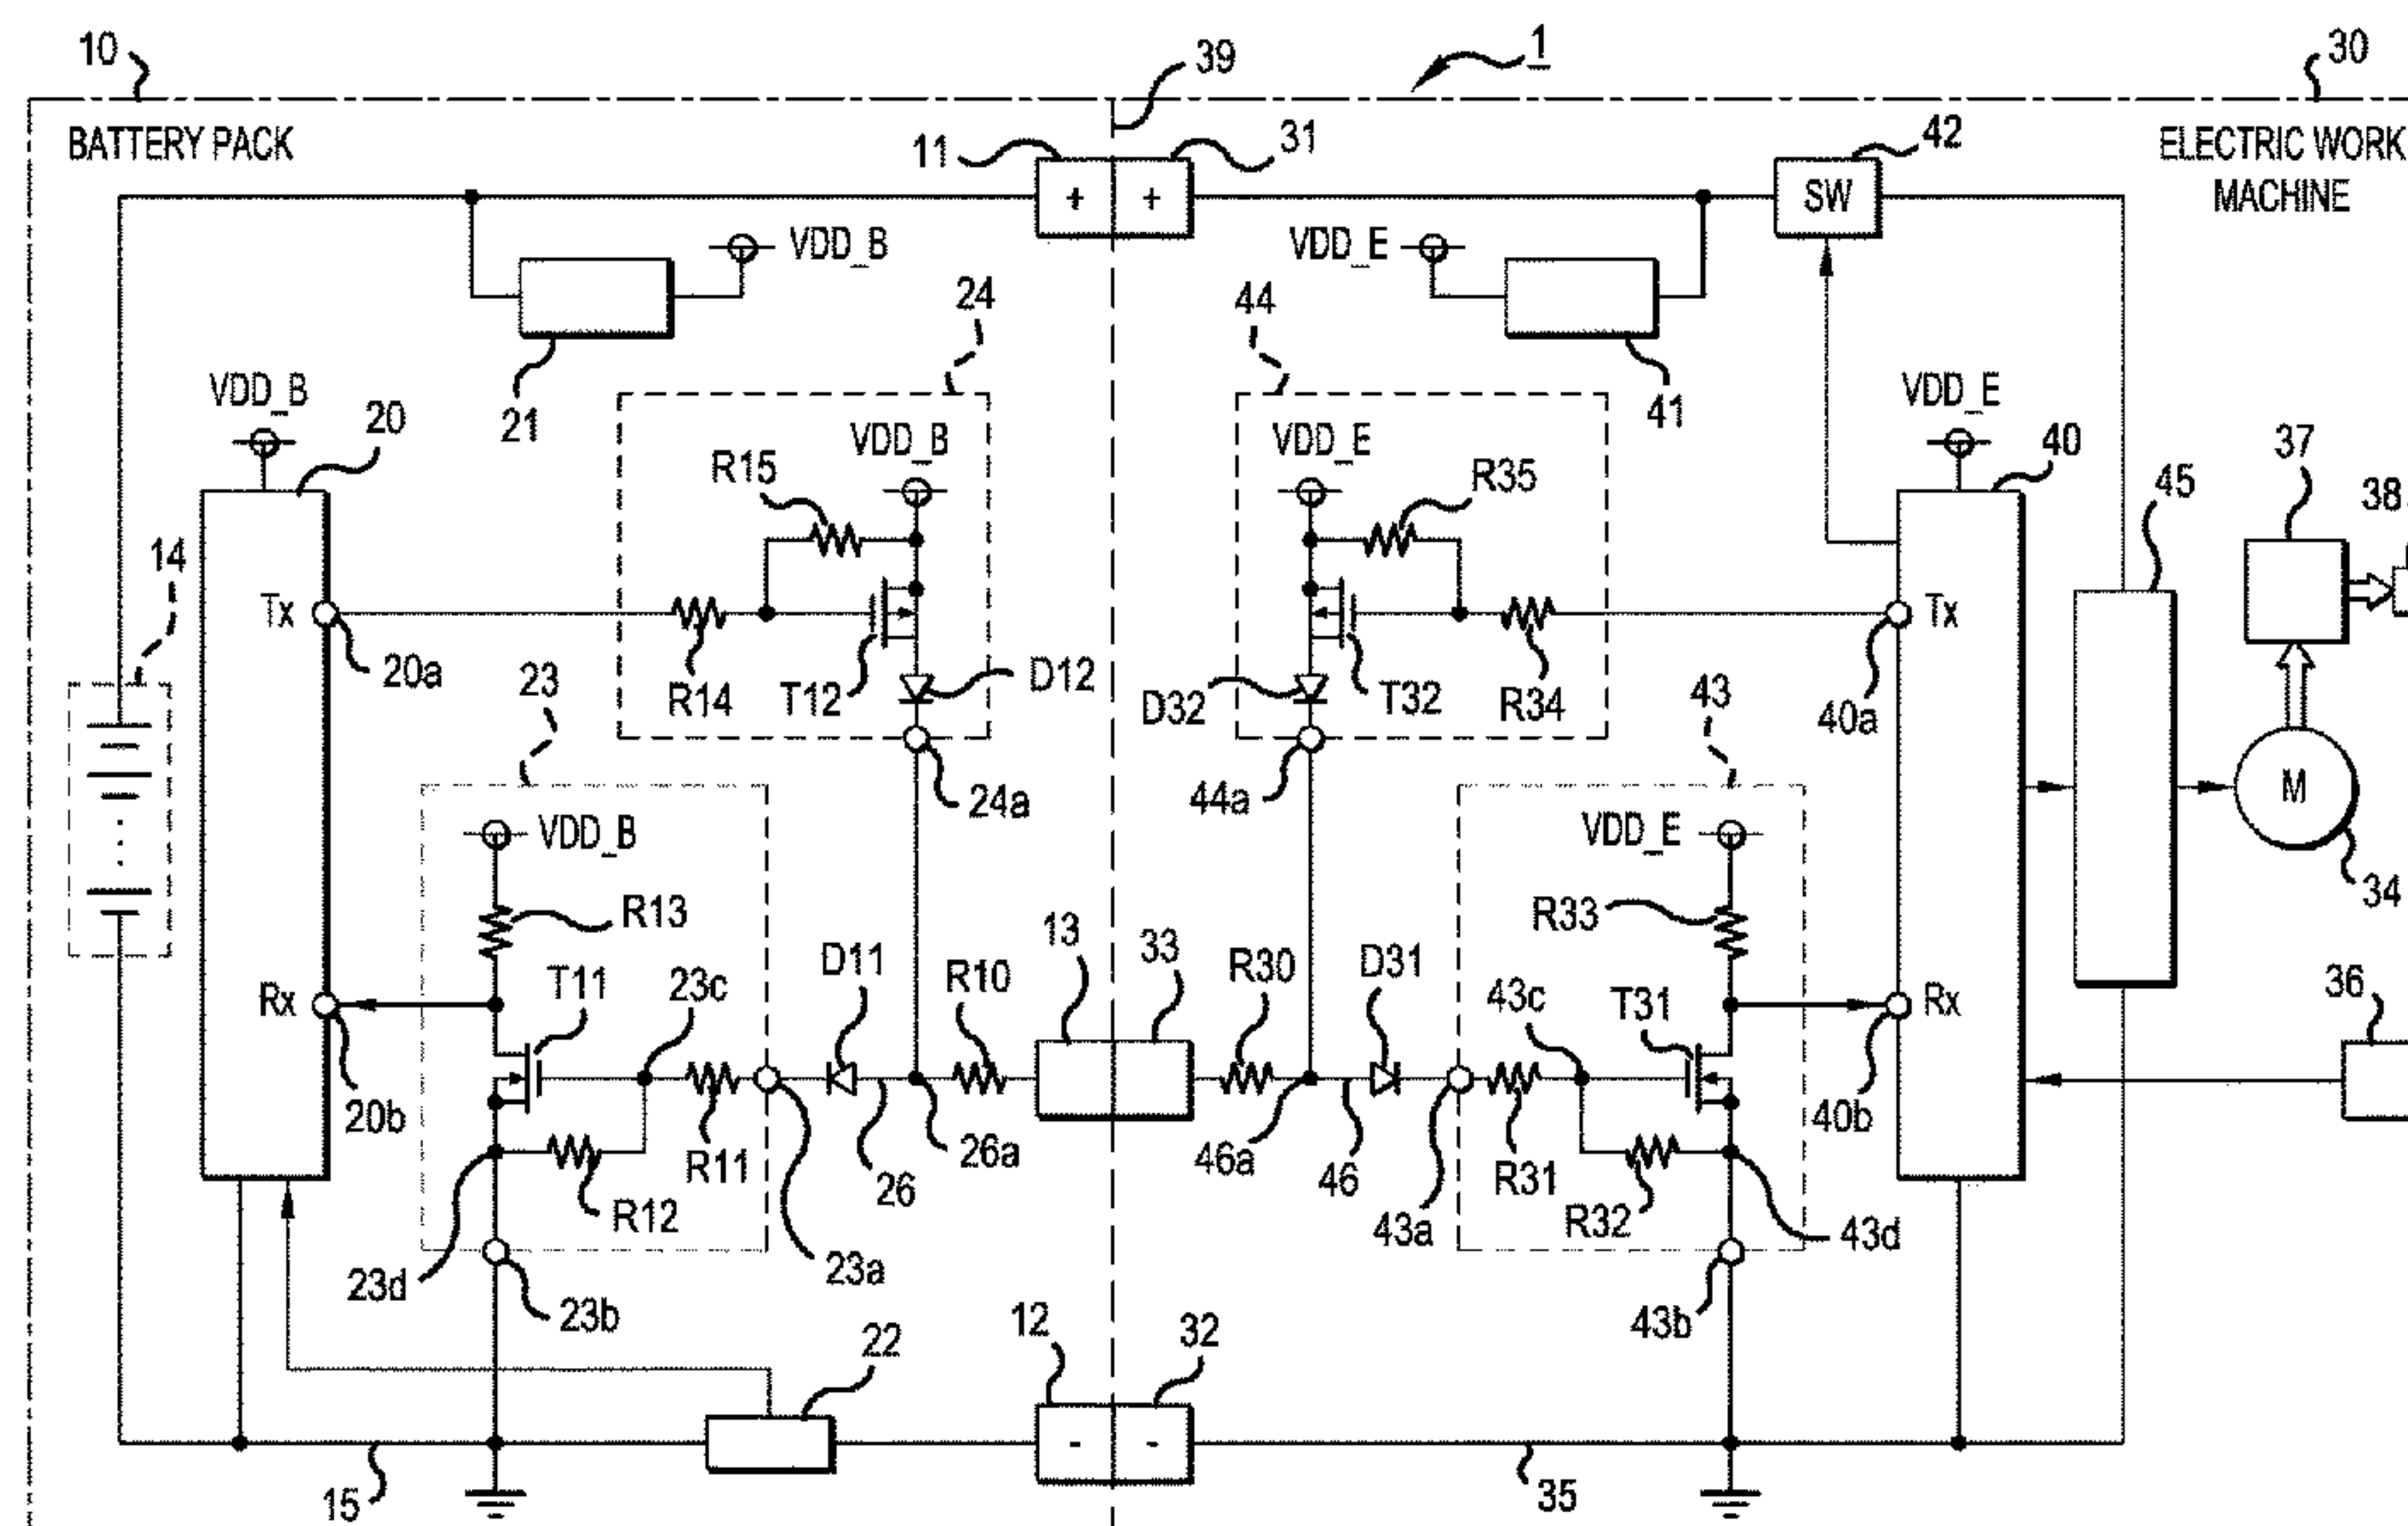 10
39
1
30
BATTERY PACK
11
31
42
ELECTRIC WORK
MACHINE
+
+
SW
VDD_B
VDD_E
24
44
21
41
VDD_B
20
VDD_B
VDD_E
VDD_E
40
37
45
38
R15
R35
14
Tx
Tx
20a
23
R14
T12
D12
D32
T32
R34
43
40a
24a
44a
M
VDD_B
VDD_E
34
R13
R33
13
33
D11
R10
R30
D31
Rx
T11
23c
43c
T31
Rx
36
20b
R11
26
26a
46a
46
43a
R31
40b
R12
R32
43d
23d
23a
23b
43b
22
12
32
-
-
15
35